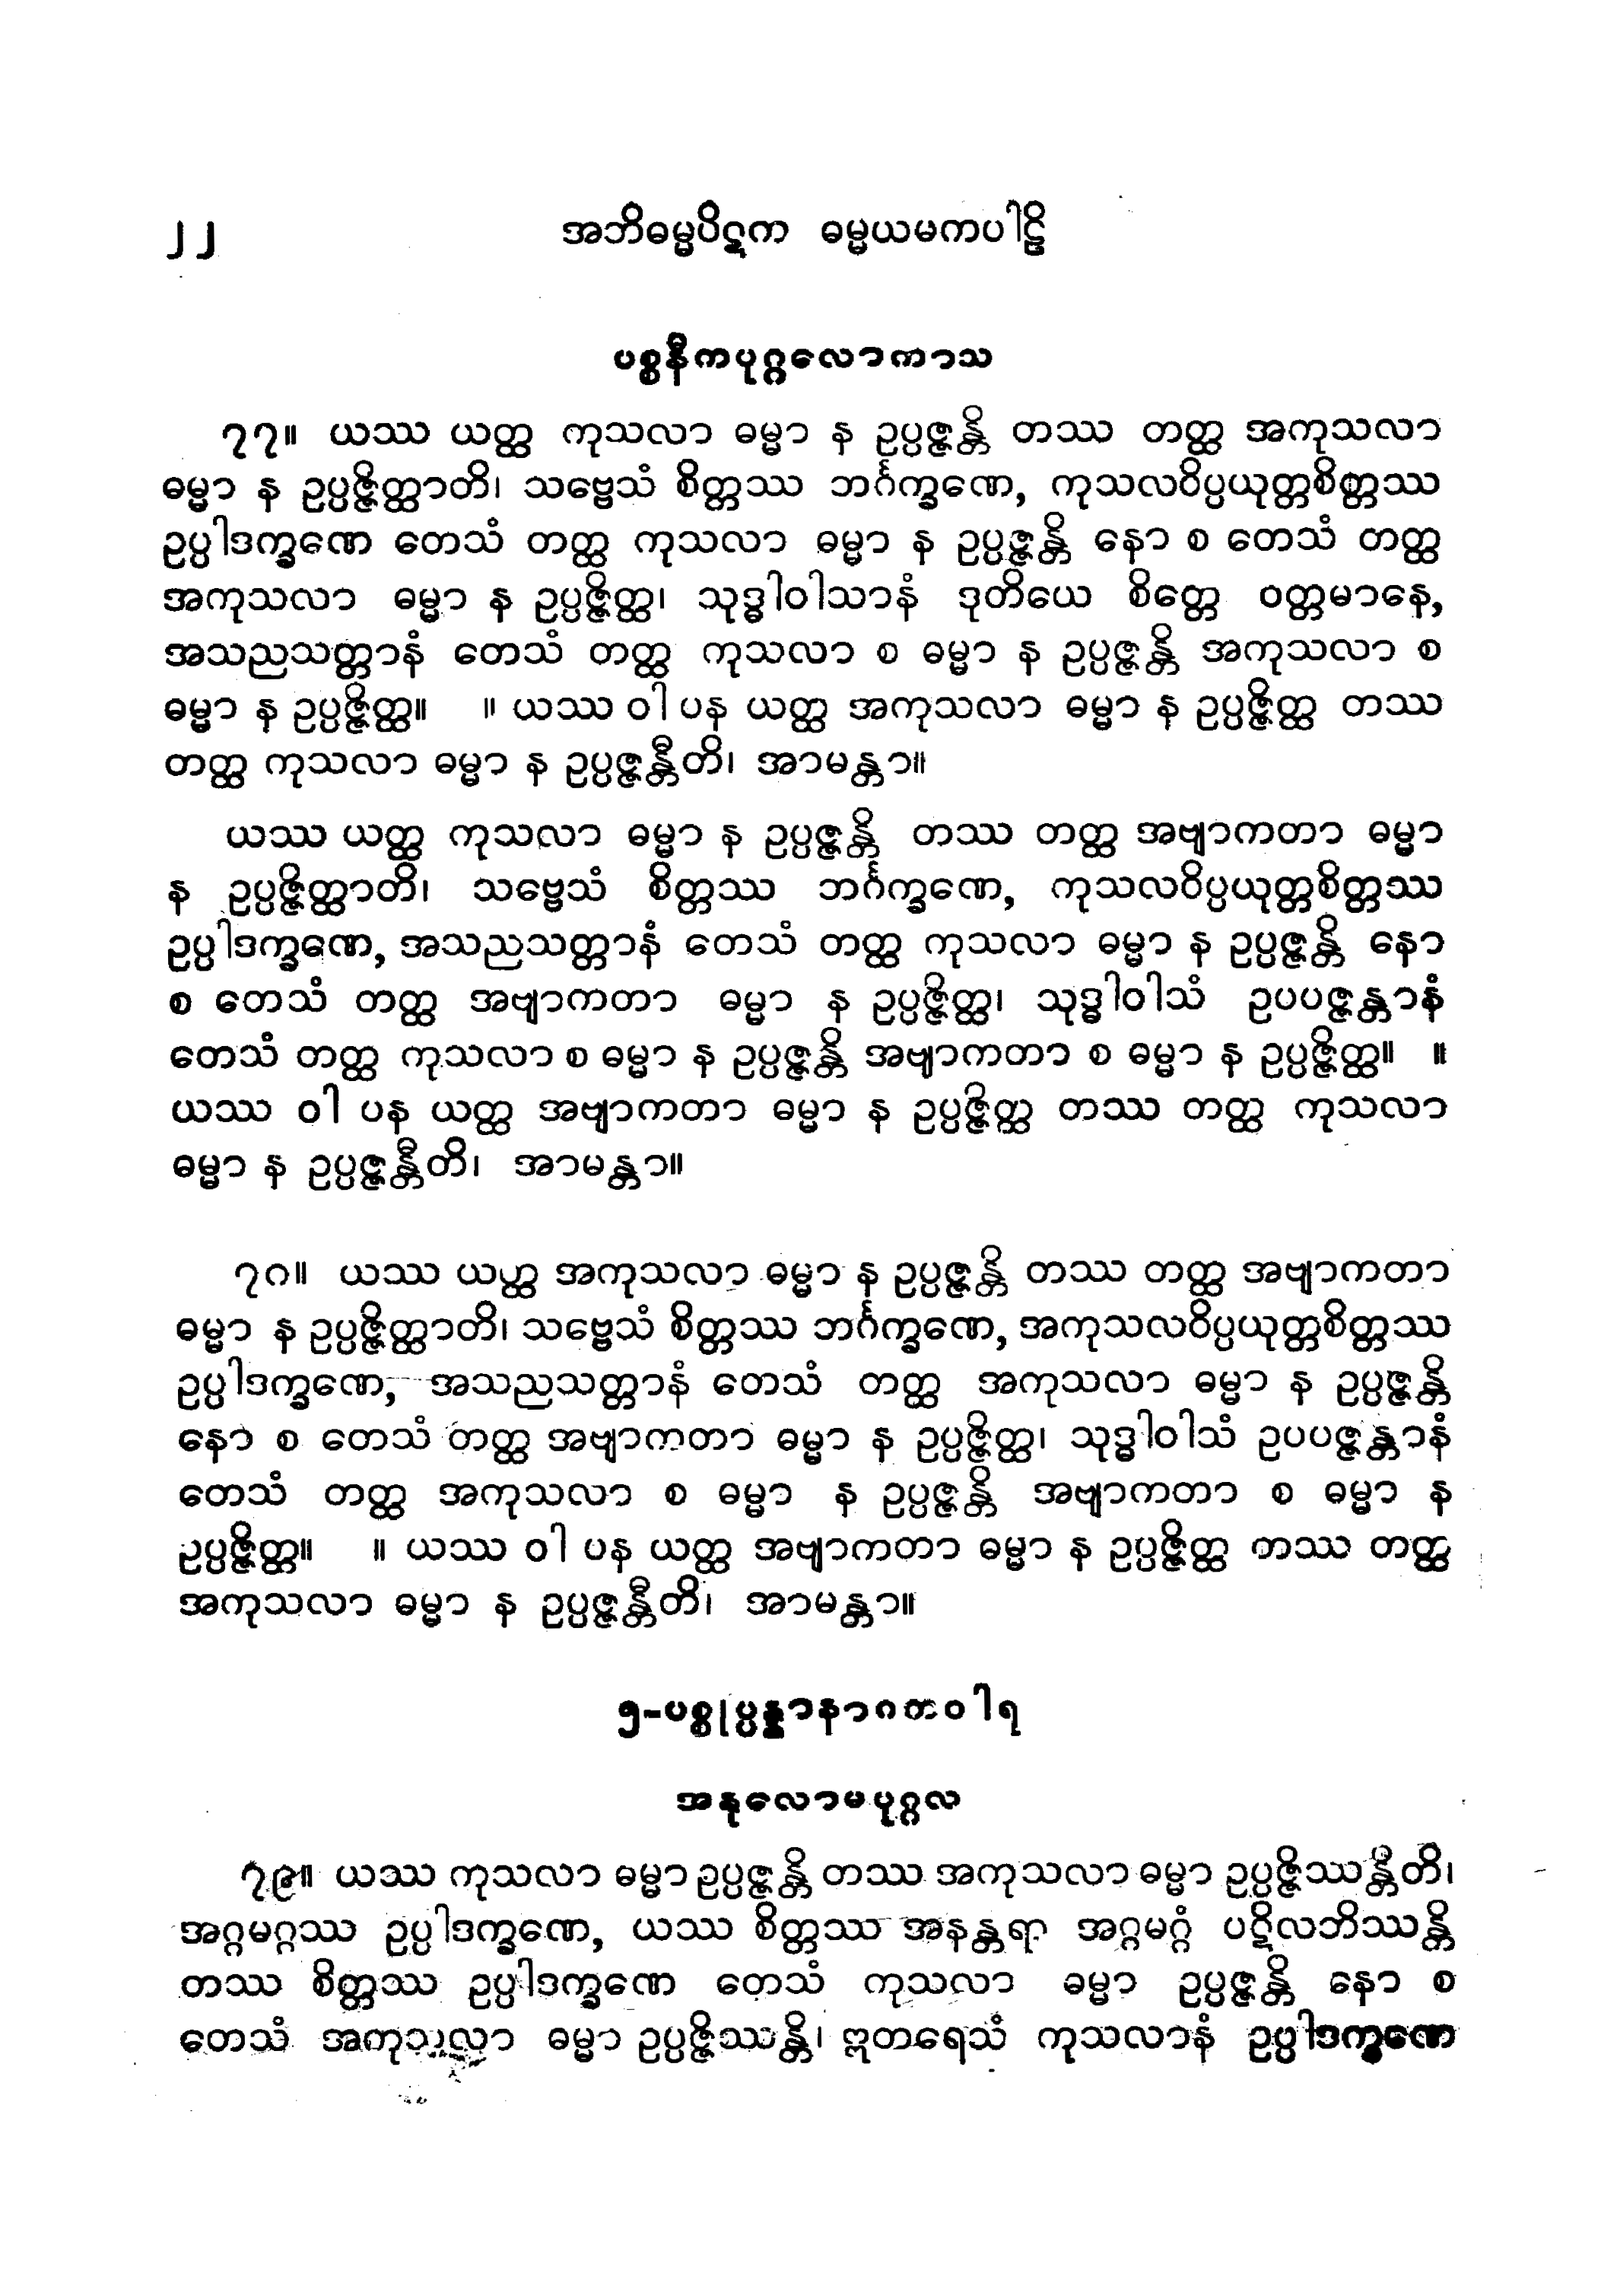 ၂၂ အဘိဓမ္မပိဋက ဓမ္မယမကပါဠိ
ပစ္စနီကပုဂ္ဂလောကာသ
၇၇။ ယဿ ယတ္ထ ကုသလာ ဓမ္မာ န ဥပ္ပဇ္ဇန္တိ တဿ တတ္ထ အကုသလာ
ဓမ္မာ န ဥပ္ပဇ္ဇိတ္ထာတိ၊ သဗ္ဗေသံ စိတ္တဿ ဘင်္ဂက္ခဏေ, ကုသလဝိပ္ပယုတ္တစိတ္တဿ
ဥပ္ပါဒက္ခဏေ တေသံ တတ္ထ ကုသလာ ဓမ္မာ န ဥပ္ပဇ္ဇန္တိ နော စ တေသံ တတ္ထ
အကုသလာ ဓမ္မာ န ဥပ္ပဇ္ဇိတ္ထ၊ သုဒ္ဓါဝါသာနံ ဒုတိယေ စိတ္တေ ဝတ္တမာနေ,
အသညသတ္တာနံ တေသံ တတ္ထ ကုသလာ စ ဓမ္မာ န ဥပ္ပဇ္ဇန္တိ အကုသလာ စ
ဓမ္မာ န ဥပ္ပဇ္ဇိတ္ထ။ ။ ယဿ ဝါ ပန ယတ္ထ အကုသလာ ဓမ္မာ န ဥပ္ပဇ္ဇိတ္ထ တဿ
တတ္ထ ကုသလာ ဓမ္မာ န ဥပ္ပဇ္ဇန္တီတိ၊ အာမန္တာ။
ယဿ ယတ္ထ ကုသလာ ဓမ္မာ န ဥပ္ပဇ္ဇန္တိ တဿ တတ္ထ အဗျာကတာ ဓမ္မာ
န ဥပ္ပဇ္ဇိတ္ထာတိ၊ သဗ္ဗေသံ စိတ္တဿ ဘင်္ဂက္ခဏေ, ကုသလဝိပ္ပယုတ္တစိတ္တဿ
ဥပ္ပါဒက္ခဏေ, အသညသတ္တာနံ တေသံ တတ္ထ ကုသလာ ဓမ္မာ န ဥပ္ပဇ္ဇန္တိ နော
စ တေသံ တတ္ထ အဗျာကတာ ဓမ္မာ န ဥပ္ပဇ္ဇိတ္ထ၊ သုဒ္ဓါဝါသံ ဥပပဇ္ဇန္တာနံ
တေသံ တတ္ထ ကုသလာ စ ဓမ္မာ န ဥပ္ပဇ္ဇန္တိ အဗျာကတာ စ ဓမ္မာ န ဥပ္ပဇ္ဇိတ္ထ။ ။
ယဿ ဝါ ပန ယတ္ထ အဗျာကတာ ဓမ္မာ န ဥပ္ပဇ္ဇိတ္ထ တဿ တတ္ထ ကုသလာ
ဓမ္မာ န ဥပ္ပဇ္ဇန္တီတိ၊ အာမန္တာ။
၇၈။ ယဿ ယတ္ထ အကုသလာ ဓမ္မာ န ဥပ္ပဇ္ဇန္တိ တဿ တတ္ထ အဗျာကတာ
ဓမ္မာ န ဥပ္ပဇ္ဇိတ္ထာတိ၊ သဗ္ဗေသံ စိတ္တဿ ဘင်္ဂက္ခဏေ, အကုသလဝိပ္ပယုတ္တစိတ္တဿ
ဥပ္ပါဒက္ခဏေ, အသညသတ္တာနံ တေသံ တတ္ထ အကုသလာ ဓမ္မာ န ဥပ္ပဇ္ဇန္တိ
နော စ တေသံ တတ္ထ အဗျာကတာ ဓမ္မာ န ဥပ္ပဇ္ဇိတ္ထ၊ သုဒ္ဓါဝါသံ ဥပပဇ္ဇန္တာနံ
တေသံ တတ္ထ အကုသလာ စ ဓမ္မာ န ဥပ္ပဇ္ဇန္တိ အဗျာကတာ စ ဓမ္မာ န
ဥပ္ပဇ္ဇိတ္ထ။ ။ ယဿ ဝါ ပန ယတ္ထ အဗျာကတာ ဓမ္မာ န ဥပ္ပဇ္ဇိတ္ထ တဿ တတ္ထ
အကုသလာ ဓမ္မာ န ဥပ္ပဇ္ဇန္တီတိ၊ အာမန္တာ။
၅-ပစ္စုပ္ပန္နာနာဂတဝါရ
အနုလောမပုဂ္ဂလ
၇၉။ ယဿ ကုသလာ ဓမ္မာ ဥပ္ပဇ္ဇန္တိ တဿ အကုသလာ ဓမ္မာ ဥပ္ပဇ္ဇိဿန္တီတိ၊
အဂ္ဂမဂ္ဂဿ ဥပ္ပါဒက္ခဏေ, ယဿ စိတ္တဿ အနန္တရာ အဂ္ဂမဂ္ဂံ ပဋိလဘိဿန္တိ
တဿ စိတ္တဿ ဥပ္ပါဒက္ခဏေ တေသံ ကုသလာ ဓမ္မာ ဥပ္ပဇ္ဇန္တိ နော စ
တေသံ အကုသလာ ဓမ္မာ ဥပ္ပဇ္ဇိဿန္တိ၊ ဣတရေသံ ကုသလာနံ ဥပ္ပါဒက္ခဏေ